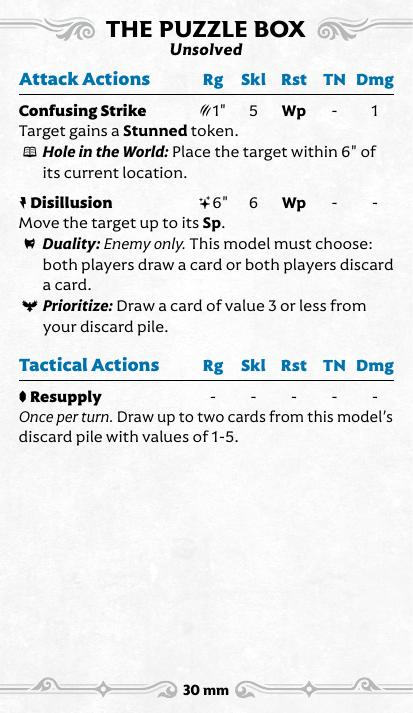 THE PUZZLE BOX
Unsolved
Attack Actions Rg Skl Rst TN Dmg
Confusing Strike 1" 5 Wp - 1
Target gains a Stunned token.
Hole in the World: Place the target within 6" of
its current location.
Disillusion 6" 6 Wp - -
Move the target up to its Sp.
Duality: Enemy only. This model must choose:
both players draw a card or both players discard
a card.
Prioritize: Draw a card of value 3 or less from
your discard pile.
Tactical Actions Rg Skl Rst TN Dmg
Resupply - - - - -
Once per turn. Draw up to two cards from this model's
discard pile with values of 1-5.
30 mm